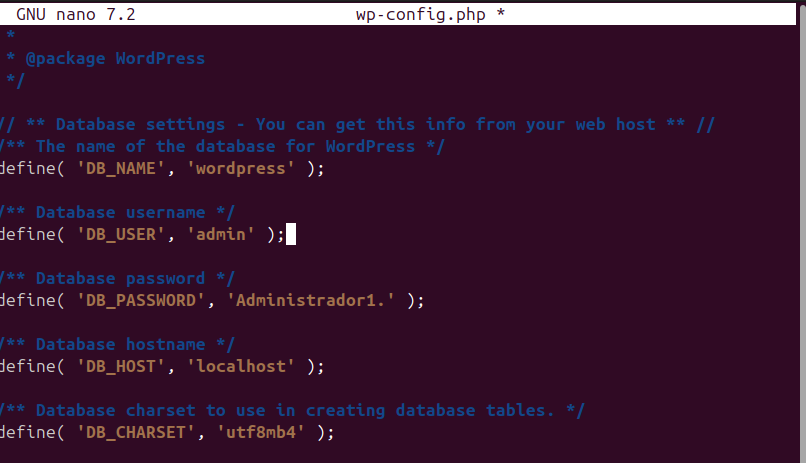 GNU nano 7.2 wp-config.php *
*
* @package WordPress
*/
// ** Database settings - You can get this info from your web host ** //
/** The name of the database for WordPress */
define( 'DB_NAME', 'wordpress' );
/** Database username */
define( 'DB_USER', 'admin' );
/** Database password */
define( 'DB_PASSWORD', 'Administrador1.' );
/** Database hostname */
define( 'DB_HOST', 'localhost' );
/** Database charset to use in creating database tables. */
define( 'DB_CHARSET', 'utf8mb4' );